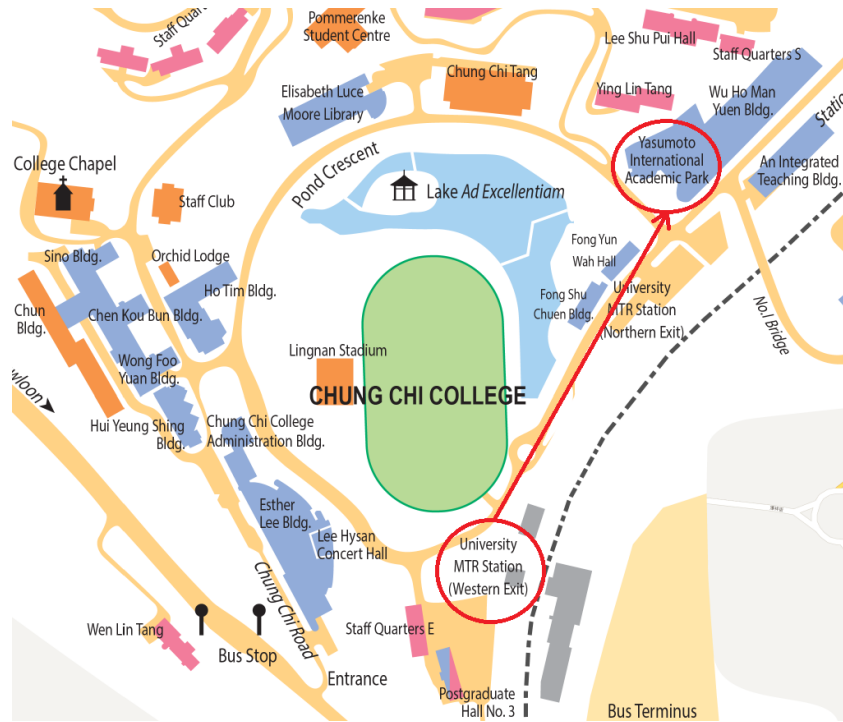 Staff Quar
Pommerenke
Student Centre
Lee Shu Pui Hall
Staff Quarters S
Chung Chi Tang
Elisabeth Luce
Moore Library
Ying Lin Tang
Wu Ho Man
Yuen Bldg.
Station
Yasumoto
International
Academic Park
An Integrated
Teaching Bldg.
College Chapel
Pond Crescent
Lake Ad Excellentiam
Staff Club
Sino Bldg.
Orchid Lodge
Fong Yun
Wah Hall
Ho Tim Bldg.
Fong Shu
Chuen Bldg.
University
MTR Station
(Northern Exit)
No.1 Bridge
Chun
Bldg.
Chen Kou Bun Bldg.
Wong Foo
Yuan Bldg.
Lingnan Stadium
CHUNG CHI COLLEGE
wloon
Hui Yeung Shing
Bldg.
Chung Chi College
Administration Bldg.
Esther
Lee Bldg.
Lee Hysan
Concert Hall
University
MTR Station
(Western Exit)
Chung Chi Road
Wen Lin Tang
Bus Stop
Staff Quarters E
Entrance
Postgraduate
Hall No. 3
Bus Terminus